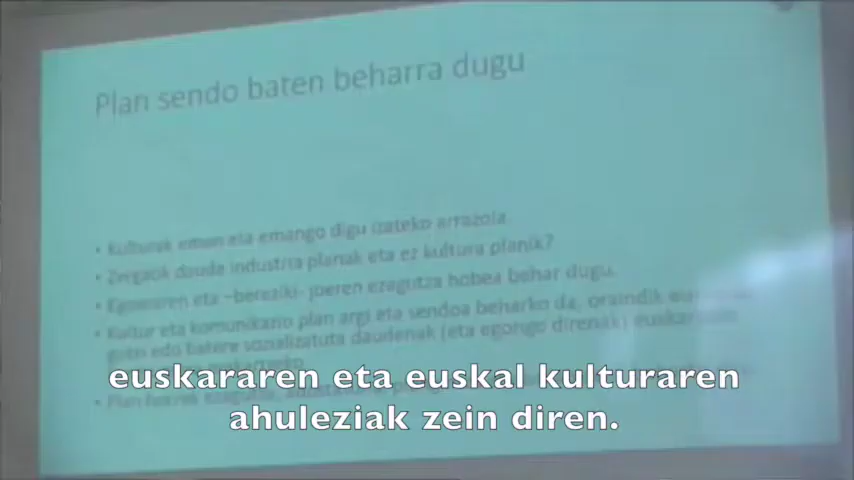 Plan sendo baten beharra dugu
• Kulturak eman eta emango digu izateko arrazoia.
• Zergatik daude industria planak eta ez kultura planik?
• Egoeraren eta –bereziki- joeren ezagutza hobea behar dugu.
• Kultur eta komunikazio plan argi eta sendoa beharko da, oraindik
gutxi edo batere sozializatuta daudenak (eta egongo direnak)
euskararen eta euskal kulturaren
ahuleziak zein diren.